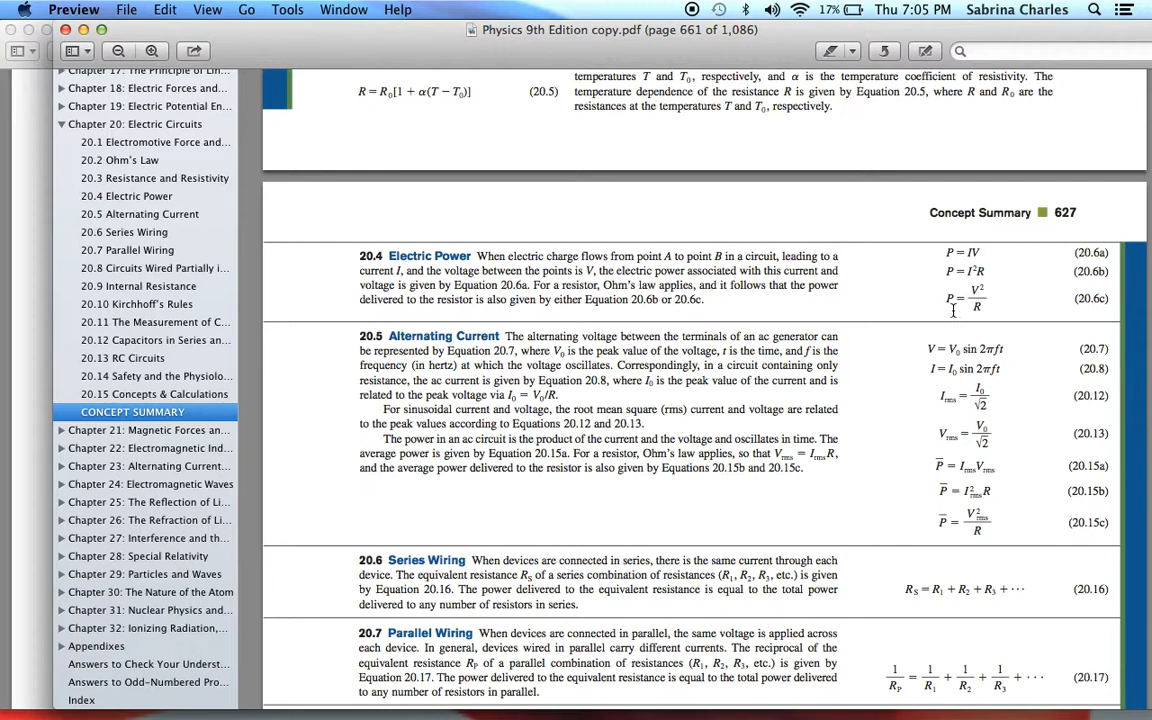 Preview File Edit View Go Tools Window Help 17% Thu 7:05 PM Sabrina Charles
Physics 9th Edition copy.pdf (page 661 of 1,086)
Chapter 17: The Principle of Lin...
Chapter 18: Electric Forces and...
Chapter 19: Electric Potential En...
Chapter 20: Electric Circuits
20.1 Electromotive Force and...
20.2 Ohm's Law
20.3 Resistance and Resistivity
20.4 Electric Power
20.5 Alternating Current
20.6 Series Wiring
20.7 Parallel Wiring
20.8 Circuits Wired Partially i...
20.9 Internal Resistance
20.10 Kirchhoff's Rules
20.11 The Measurement of C...
20.12 Capacitors in Series an...
20.13 RC Circuits
20.14 Safety and the Physiolo...
20.15 Concepts & Calculations
CONCEPT SUMMARY
Chapter 21: Magnetic Forces an...
Chapter 22: Electromagnetic Ind...
Chapter 23: Alternating Current...
Chapter 24: Electromagnetic Waves
Chapter 25: The Reflection of Li...
Chapter 26: The Refraction of Li...
Chapter 27: Interference and th...
Chapter 28: Special Relativity
Chapter 29: Particles and Waves
Chapter 30: The Nature of the Atom
Chapter 31: Nuclear Physics and...
Chapter 32: Ionizing Radiation,...
Appendixes
Answers to Check Your Underst...
Answers to Odd-Numbered Pro...
Index
temperatures T and T₀, respectively, and α is the temperature coefficient of resistivity. The
R = R₀[1 + α(T − T₀)] (20.5) temperature dependence of the resistance R is given by Equation 20.5, where R and R₀ are the
resistances at the temperatures T and T₀, respectively.
Concept Summary 627
20.4 Electric Power When electric charge flows from point A to point B in a circuit, leading to a
current I, and the voltage between the points is V, the electric power associated with this current and
voltage is given by Equation 20.6a. For a resistor, Ohm's law applies, and it follows that the power
delivered to the resistor is also given by either Equation 20.6b or 20.6c.
P = IV (20.6a)
P = I²R (20.6b)
P = V²/R (20.6c)
20.5 Alternating Current The alternating voltage between the terminals of an ac generator can
be represented by Equation 20.7, where V₀ is the peak value of the voltage, t is the time, and f is the
frequency (in hertz) at which the voltage oscillates. Correspondingly, in a circuit containing only
resistance, the ac current is given by Equation 20.8, where I₀ is the peak value of the current and is
related to the peak voltage via I₀ = V₀/R.
For sinusoidal current and voltage, the root mean square (rms) current and voltage are related
to the peak values according to Equations 20.12 and 20.13.
The power in an ac circuit is the product of the current and the voltage and oscillates in time. The
average power is given by Equation 20.15a. For a resistor, Ohm's law applies, so that Vrms = IrmsR,
and the average power delivered to the resistor is also given by Equations 20.15b and 20.15c.
V = V₀ sin 2πft (20.7)
I = I₀ sin 2πft (20.8)
Irms = I₀/√2 (20.12)
Vrms = V₀/√2 (20.13)
P̅ = IrmsVrms (20.15a)
P̅ = I²rmsR (20.15b)
P̅ = V²rms/R (20.15c)
20.6 Series Wiring When devices are connected in series, there is the same current through each
device. The equivalent resistance RS of a series combination of resistances (R₁, R₂, R₃, etc.) is given
by Equation 20.16. The power delivered to the equivalent resistance is equal to the total power
delivered to any number of resistors in series.
RS = R₁ + R₂ + R₃ + ··· (20.16)
20.7 Parallel Wiring When devices are connected in parallel, the same voltage is applied across
each device. In general, devices wired in parallel carry different currents. The reciprocal of the
equivalent resistance RP of a parallel combination of resistances (R₁, R₂, R₃, etc.) is given by
Equation 20.17. The power delivered to the equivalent resistance is equal to the total power delivered
to any number of resistors in parallel.
1/RP = 1/R₁ + 1/R₂ + 1/R₃ + ··· (20.17)